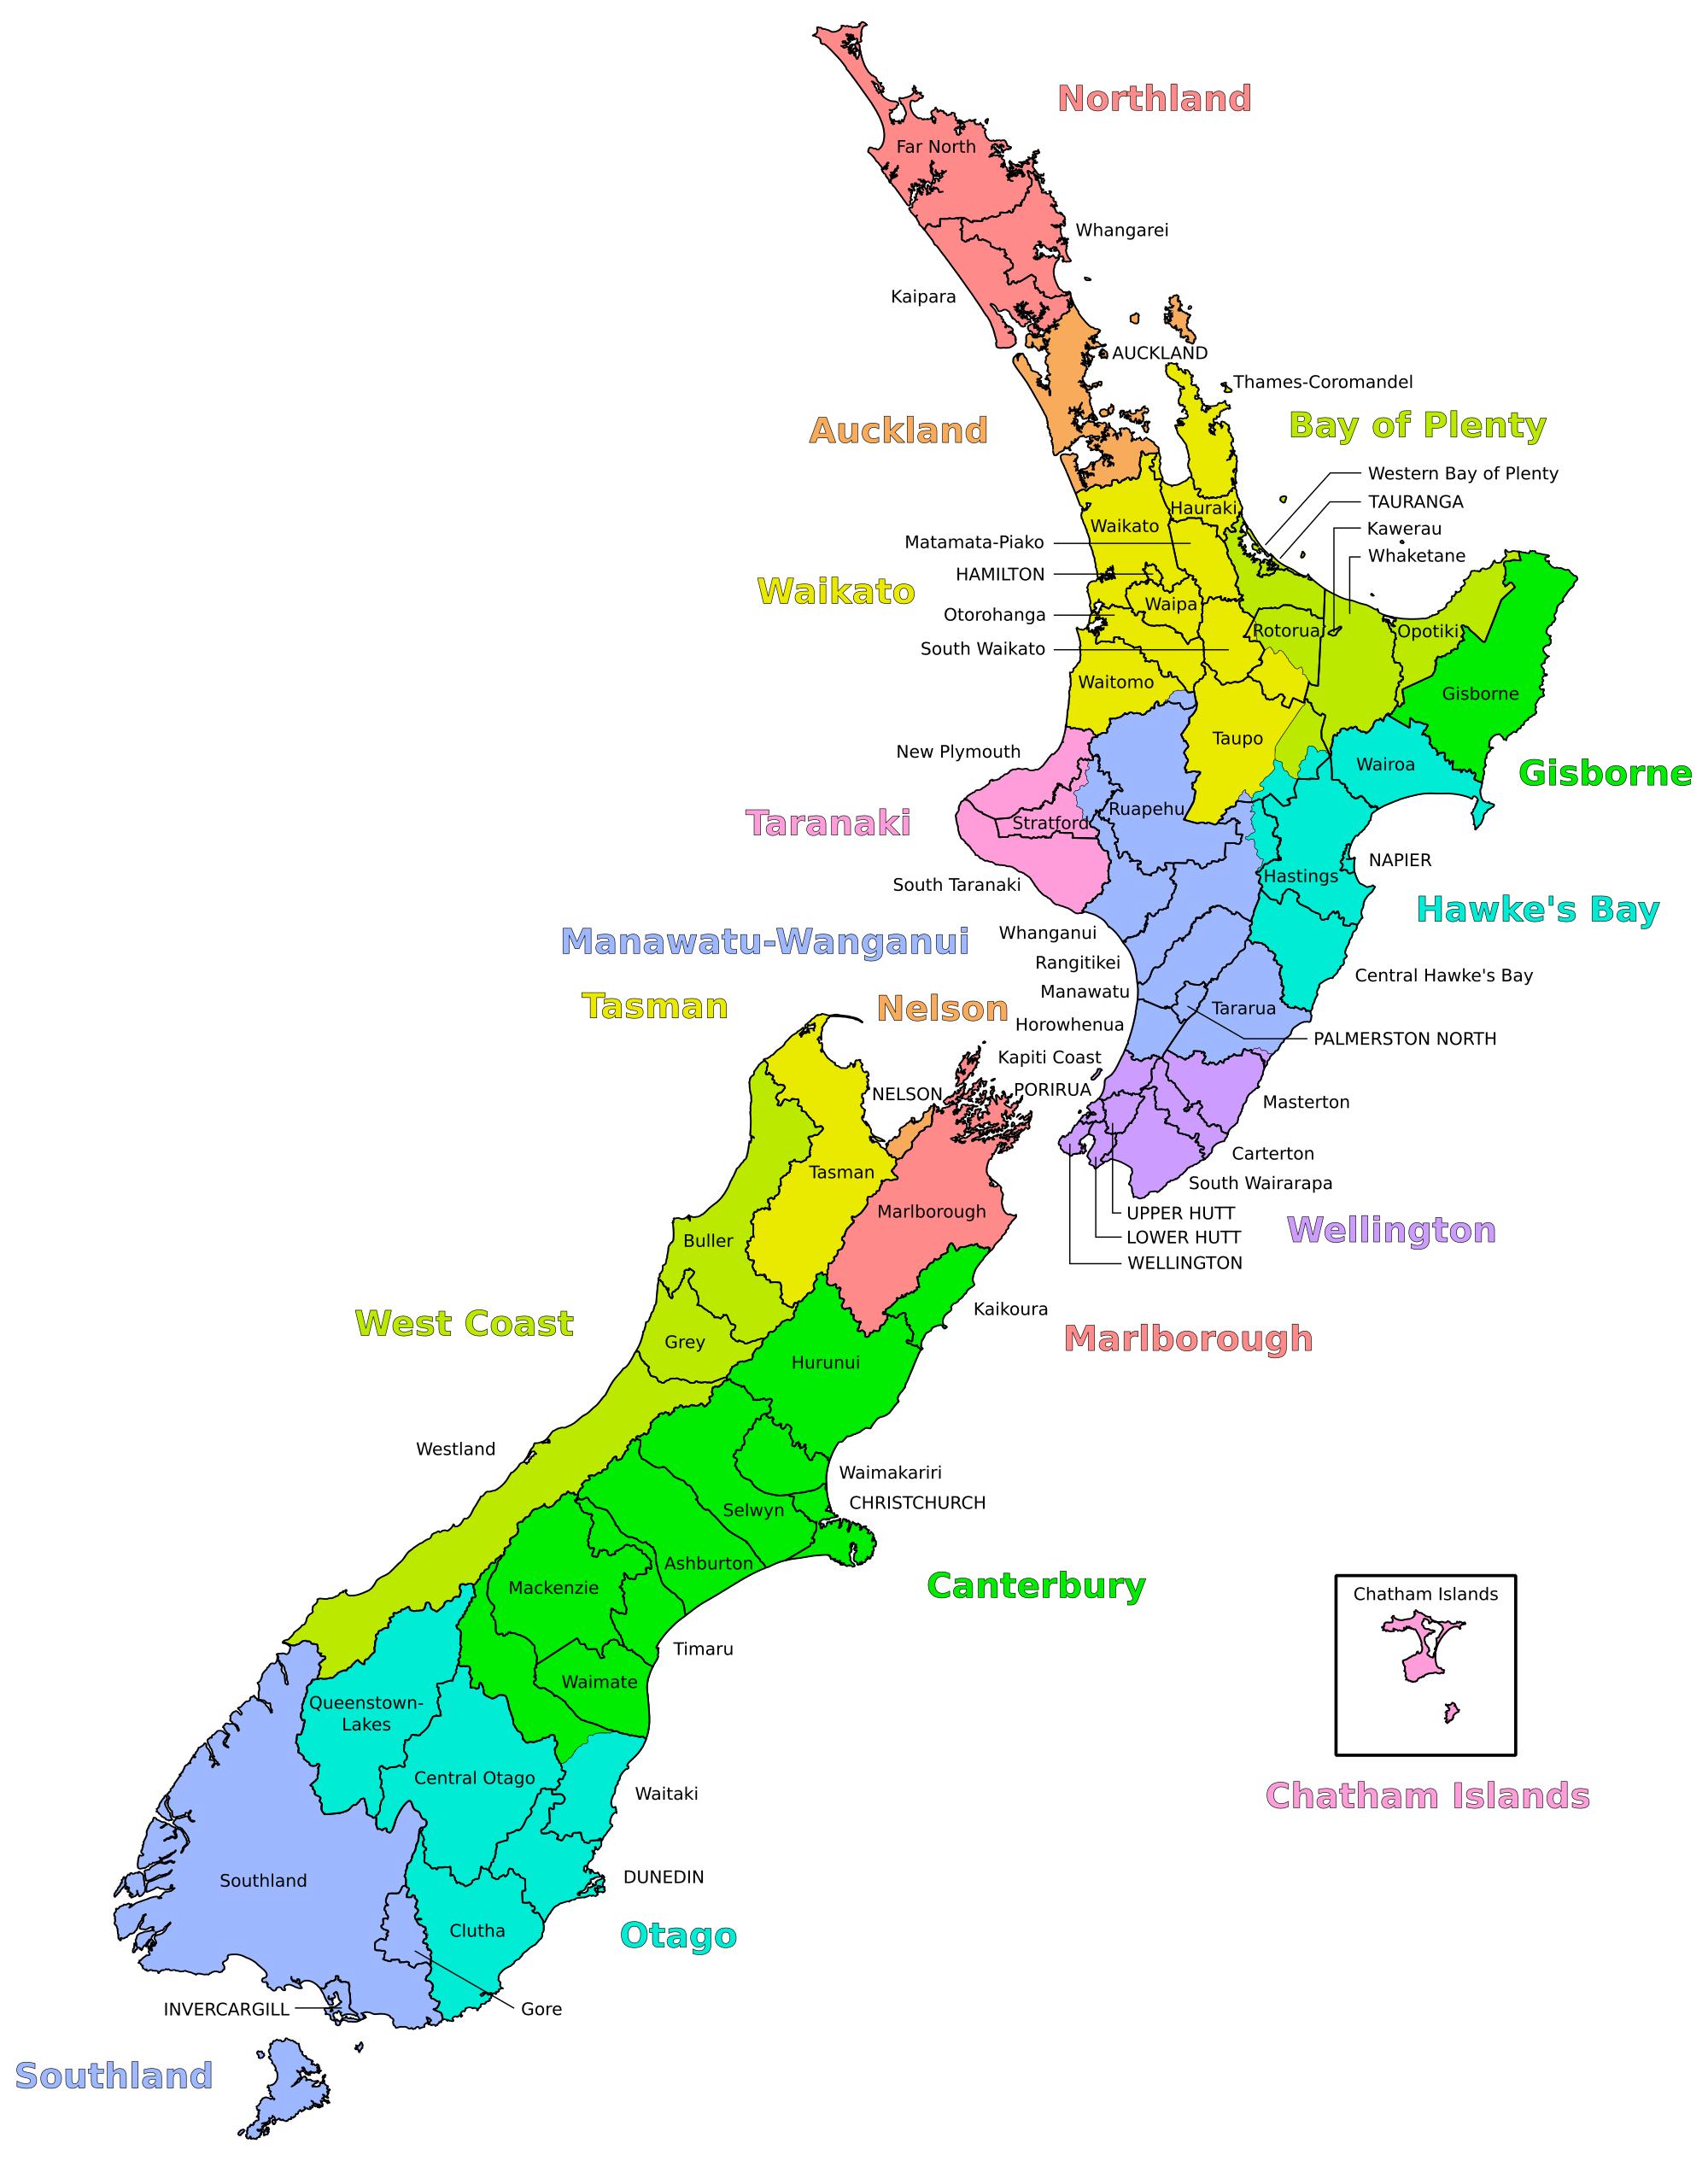 Northland
Far North
Whangarei
Kaipara
AUCKLAND
Thames-Coromandel
Auckland
Bay of Plenty
Western Bay of Plenty
TAURANGA
Kawerau
Whaketane
Hauraki
Waikato
Matamata-Piako
HAMILTON
Waikato
Waipa
Otorohanga
Rotorua
Opotiki
South Waikato
Waitomo
Gisborne
Taupo
New Plymouth
Wairoa
Gisborne
Ruapehu
Taranaki
Stratford
NAPIER
Hastings
South Taranaki
Hawke's Bay
Manawatu-Wanganui
Whanganui
Rangitikei
Central Hawke's Bay
Manawatu
Tasman
Nelson
Tararua
Horowhenua
PALMERSTON NORTH
Kapiti Coast
NELSON
PORIRUA
Masterton
Carterton
Tasman
South Wairarapa
Marlborough
UPPER HUTT
Wellington
LOWER HUTT
Buller
WELLINGTON
Kaikoura
West Coast
Marlborough
Grey
Hurunui
Westland
Waimakariri
CHRISTCHURCH
Selwyn
Ashburton
Canterbury
Mackenzie
Chatham Islands
Timaru
Waimate
Queenstown-
Lakes
Central Otago
Waitaki
Chatham Islands
DUNEDIN
Southland
Clutha
Otago
INVERCARGILL
Gore
Southland